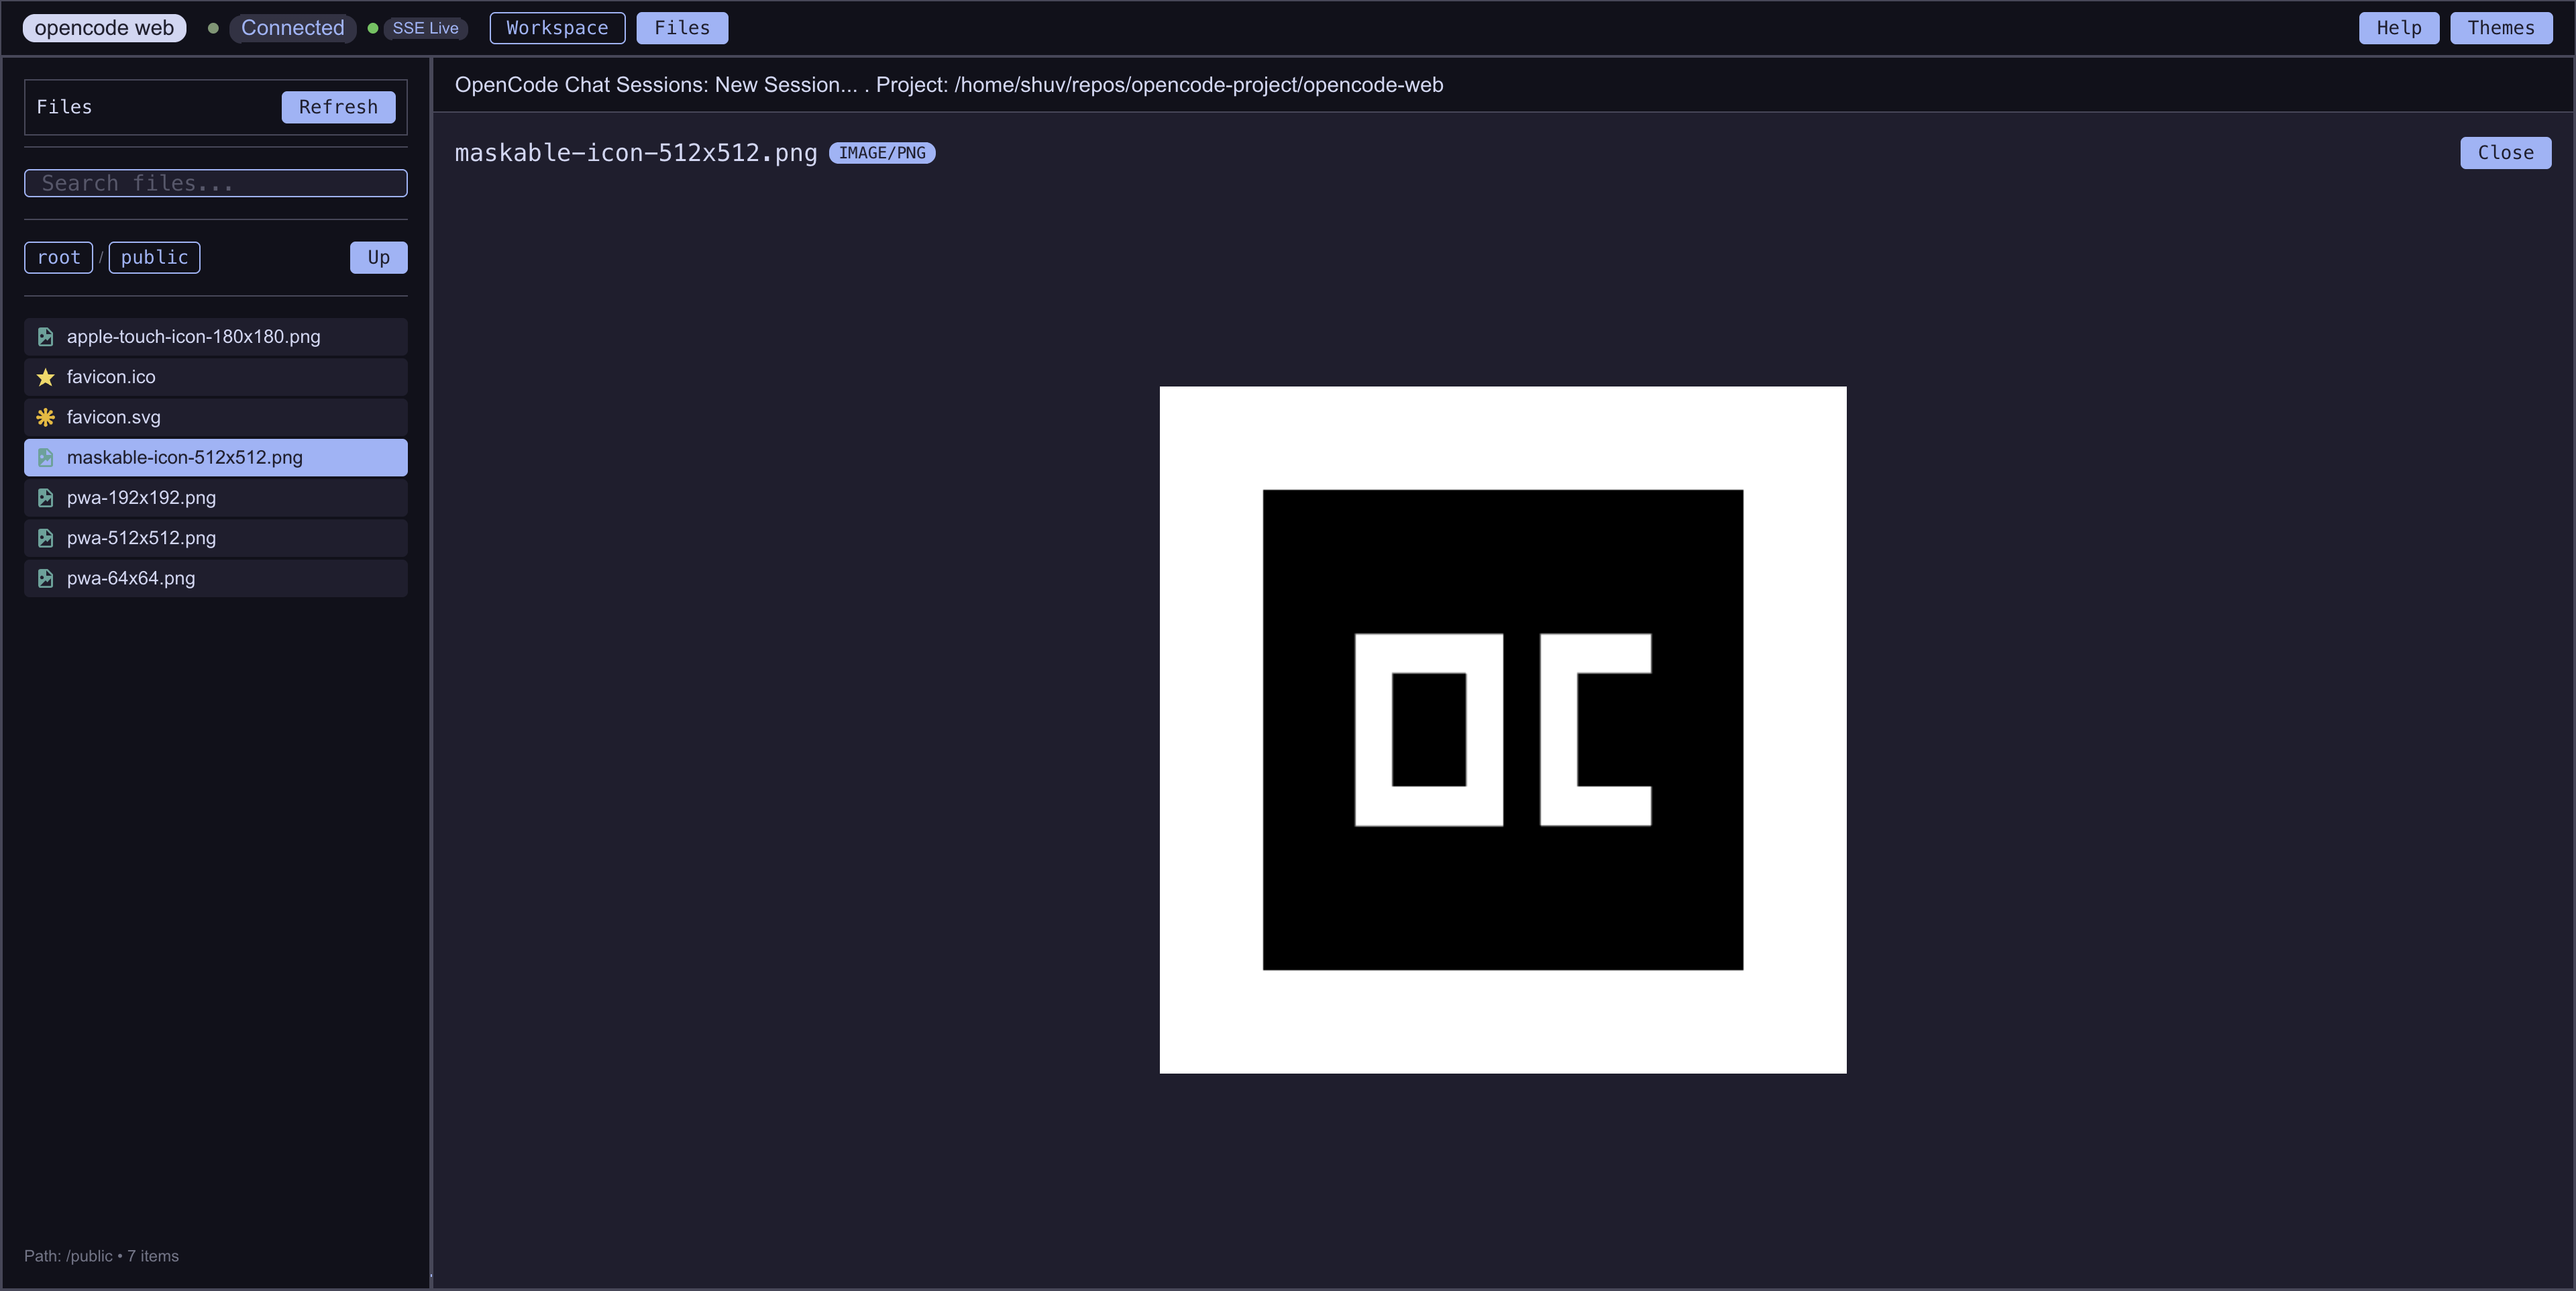 opencode web Connected SSE Live Workspace Files Help Themes
Files Refresh
Search files...
root / public Up
apple-touch-icon-180x180.png
favicon.ico
favicon.svg
maskable-icon-512x512.png
pwa-192x192.png
pwa-512x512.png
pwa-64x64.png
Path: /public • 7 items
OpenCode Chat Sessions: New Session... . Project: /home/shuv/repos/opencode-project/opencode-web
maskable-icon-512x512.png IMAGE/PNG Close
OC